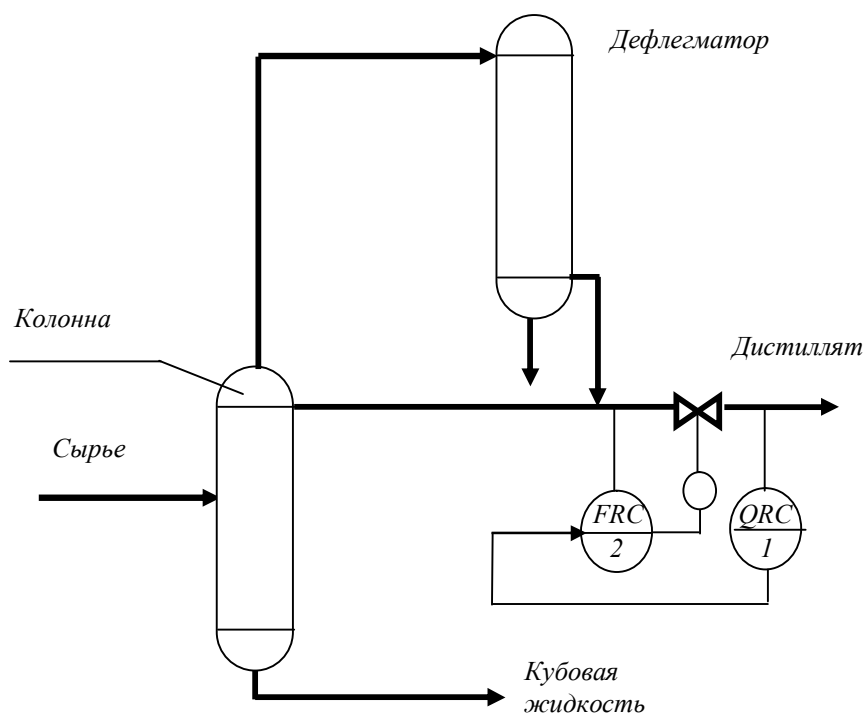 Дефлегматор
Колонна
Дистиллят
Сырье
FRC
2
QRC
1
Кубовая
жидкость